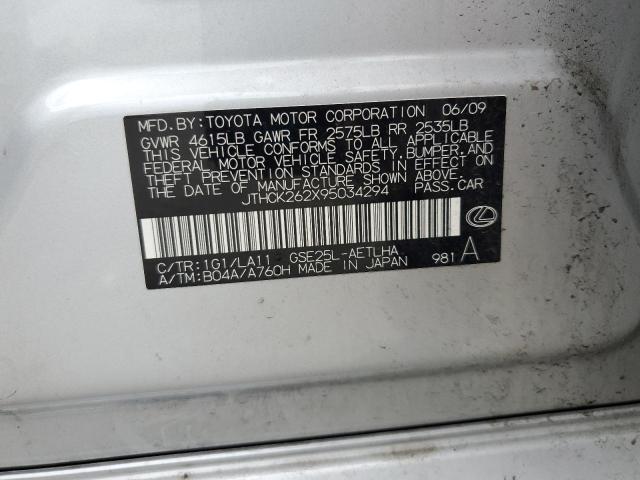 MFD. BY: TOYOTA MOTOR CORPORATION 06/09
GVWR 4615LB GAWR FR 2575LB RR 2535LB
THIS VEHICLE CONFORMS TO ALL APPLICABLE
FEDERAL MOTOR VEHICLE SAFETY, BUMPER, AND
THEFT PREVENTION STANDARDS IN EFFECT ON
THE DATE OF MANUFACTURE SHOWN ABOVE.
JTHCK262X95034294 PASS. CAR
C/TR: 1G1/LA11 GSE25L-AETLHA
A/TM: B04A/A760H MADE IN JAPAN 981 A